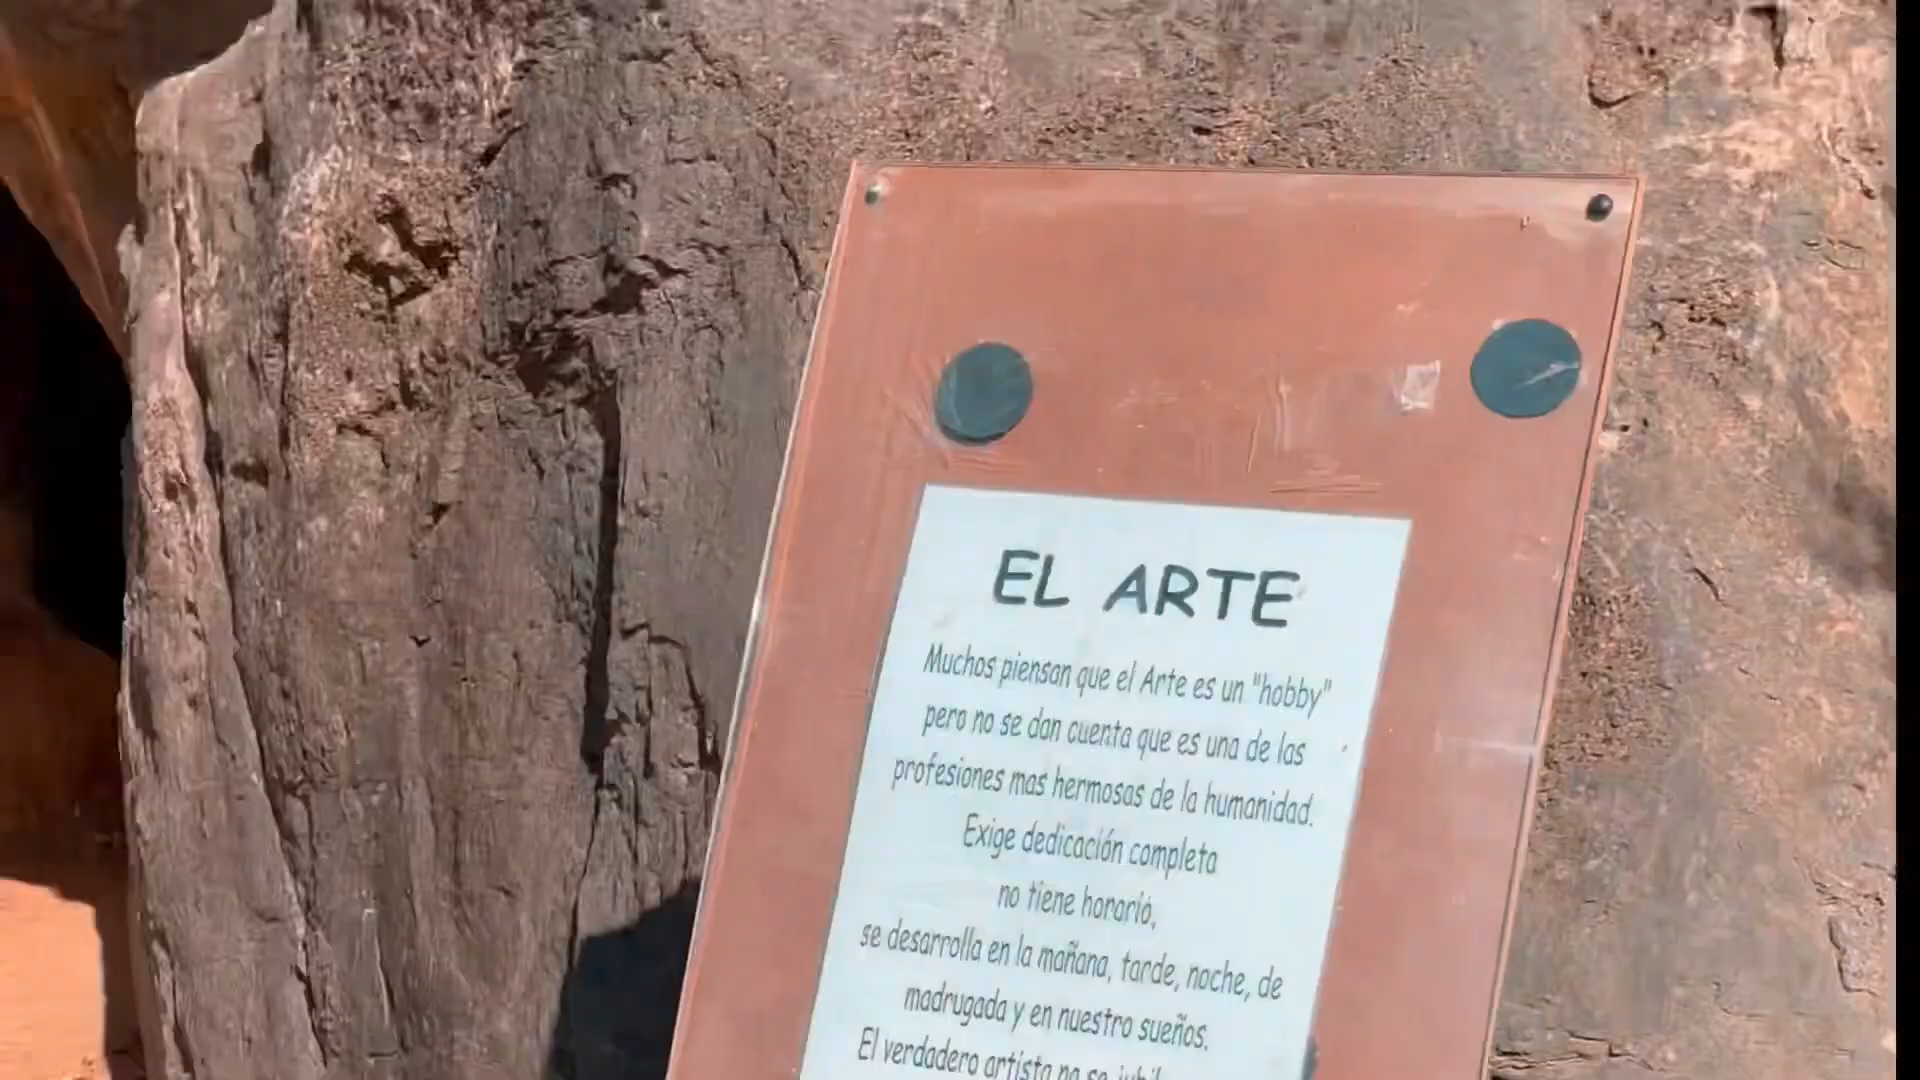 EL ARTE
Muchos piensan que el Arte es un "hobby"
pero no se dan cuenta que es una de las
profesiones mas hermosas de la humanidad.
Exige dedicación completa
no tiene horario,
se desarrolla en la mañana, tarde, noche, de
madrugada y en nuestro sueños.
El verdadero artista no se